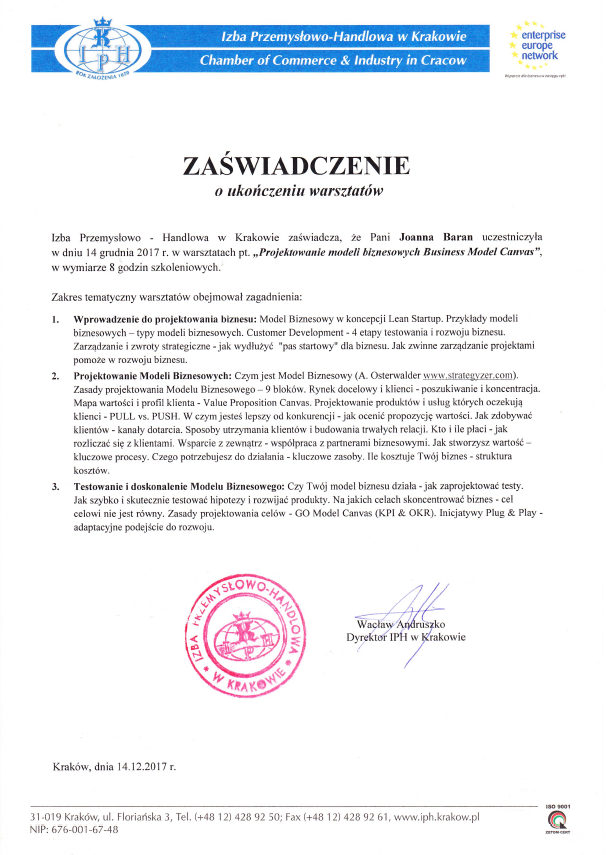 Izba Przemysłowo-Handlowa w Krakowie
Chamber of Commerce & Industry in Cracow
I K H
P
ROK ZAŁOŻENIA 1850
enterprise
europe
network
ZAŚWIADCZENIE
o ukończeniu warsztatów
Izba Przemysłowo - Handlowa w Krakowie zaświadcza, że Pani Joanna Baran uczestniczyła
w dniu 14 grudnia 2017 r. w warsztatach pt. „Projektowanie modeli biznesowych Business Model Canvas”,
w wymiarze 8 godzin szkoleniowych.
Zakres tematyczny warsztatów obejmował zagadnienia:
1. Wprowadzenie do projektowania biznesu: Model Biznesowy w koncepcji Lean Startup. Przykłady modeli
biznesowych – typy modeli biznesowych. Customer Development - 4 etapy testowania i rozwoju biznesu.
Zarządzanie i zwroty strategiczne - jak wydłużyć "pas startowy" dla biznesu. Jak zwinne zarządzanie projektami
pomoże w rozwoju biznesu.
2. Projektowanie Modeli Biznesowych: Czym jest Model Biznesowy (A. Osterwalder www.strategyzer.com).
Zasady projektowania Modelu Biznesowego – 9 bloków. Rynek docelowy i klienci - poszukiwanie i koncentracja.
Mapa wartości i profil klienta - Value Proposition Canvas. Projektowanie produktów i usług których oczekują
klienci - PULL vs. PUSH. W czym jesteś lepszy od konkurencji - jak ocenić propozycję wartości. Jak zdobywać
klientów - kanały dotarcia. Sposoby utrzymania klientów i budowania trwałych relacji. Kto i ile płaci - jak
rozliczać się z klientami. Wsparcie z zewnątrz - współpraca z partnerami biznesowymi. Jak stworzysz wartość –
kluczowe procesy. Czego potrzebujesz do działania - kluczowe zasoby. Ile kosztuje Twój biznes - struktura
kosztów.
3. Testowanie i doskonalenie Modelu Biznesowego: Czy Twój model biznesu działa - jak zaprojektować testy.
Jak szybko i skutecznie testować hipotezy i rozwijać produkty. Na jakich celach skoncentrować biznes - cel
celowi nie jest równy. Zasady projektowania celów - GO Model Canvas (KPI & OKR). Inicjatywy Plug & Play -
adaptacyjne podejście do rozwoju.
IZBA PRZEMYSŁOWO-HANDLOWA
W KRAKOWIE
Wacław Andruszko
Dyrektor IPH w Krakowie
Kraków, dnia 14.12.2017 r.
31-019 Kraków, ul. Floriańska 3, Tel. (+48 12) 428 92 50; Fax (+48 12) 428 92 61, www.iph.krakow.pl
NIP: 676-001-67-48
ISO 9001
ZETOM-CERT